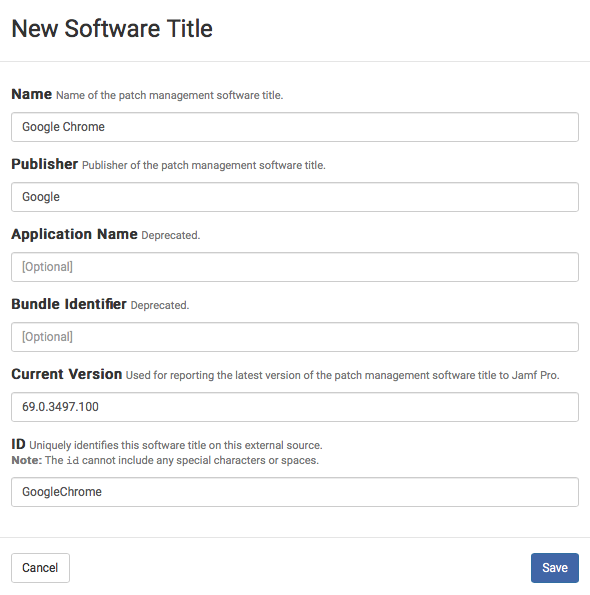 New Software Title
Name Name of the patch management software title.
Google Chrome
Publisher Publisher of the patch management software title.
Google
Application Name Deprecated.
[Optional]
Bundle Identifier Deprecated.
[Optional]
Current Version Used for reporting the latest version of the patch management software title to Jamf Pro.
69.0.3497.100
ID Uniquely identifies this software title on this external source.
Note: The id cannot include any special characters or spaces.
GoogleChrome
Cancel Save